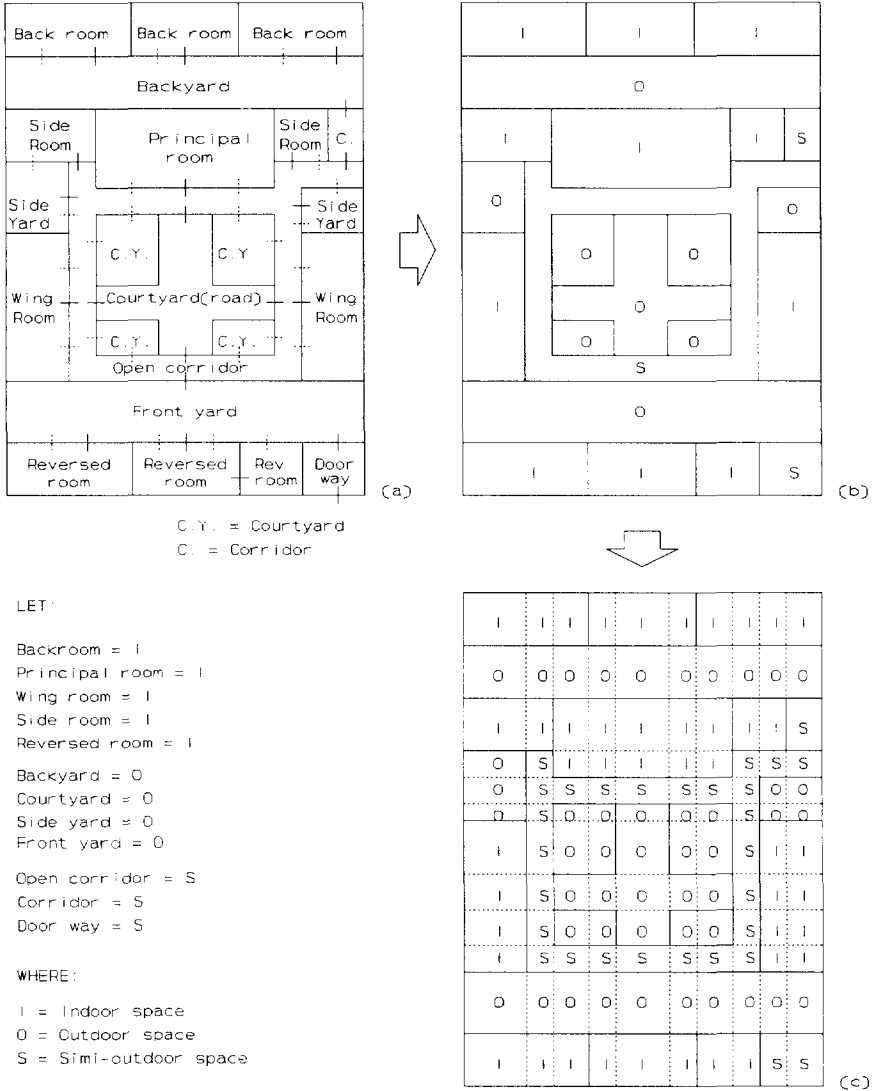 Back room Back room Back room
Backyard
Side Room
Principal room
Side Room
C.
Side Yard
Side Yard
C.Y. C.Y
Wing Room
Courtyard(road)
Wing Room
C.Y. C.Y.
Open corridor
Front yard
Reversed room
Reversed room
Rev room
Door way
(a)
C.Y. = Courtyard
C. = Corridor
I I I
O
I I I S
O O
O O
I O I
O O
S
O
I I I S
(b)
LET:
Backroom = I
Principal room = I
Wing room = I
Side room = I
Reversed room = I
Backyard = O
Courtyard = O
Side yard = O
Front yard = O
Open corridor = S
Corridor = S
Door way = S
WHERE:
I = Indoor space
O = Outdoor space
S = Simi-outdoor space
I I I I I I I I I I
O O O O O O O O O O
I I I I I I I I I S
O S I I I I I S S S
O S S S S S S S O O
O S O O O O O S O O
I S O O O O O S I I
I S O O O O O S I I
I S O O O O O S I I
I S S S S S S S I I
O O O O O O O O O O
I I I I I I I I S S
(c)